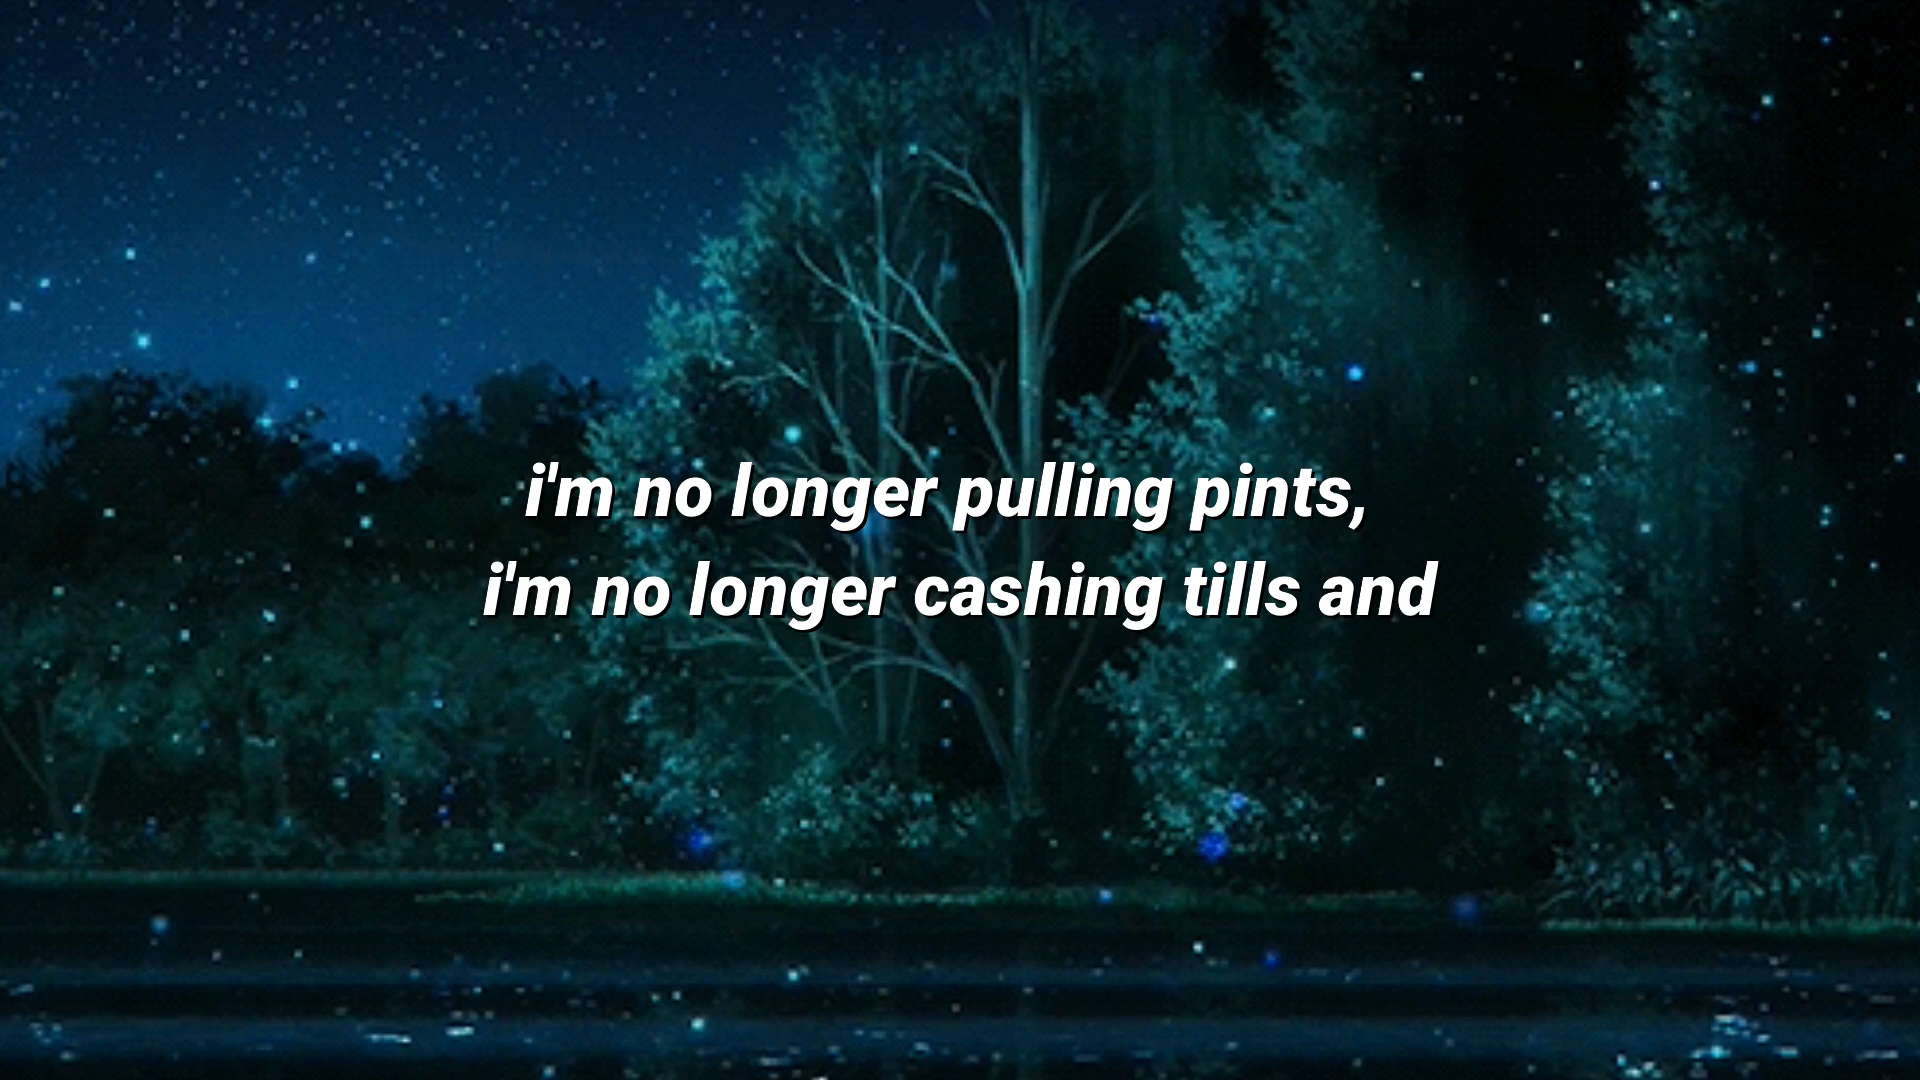 i'm no longer pulling pints,
i'm no longer cashing tills and